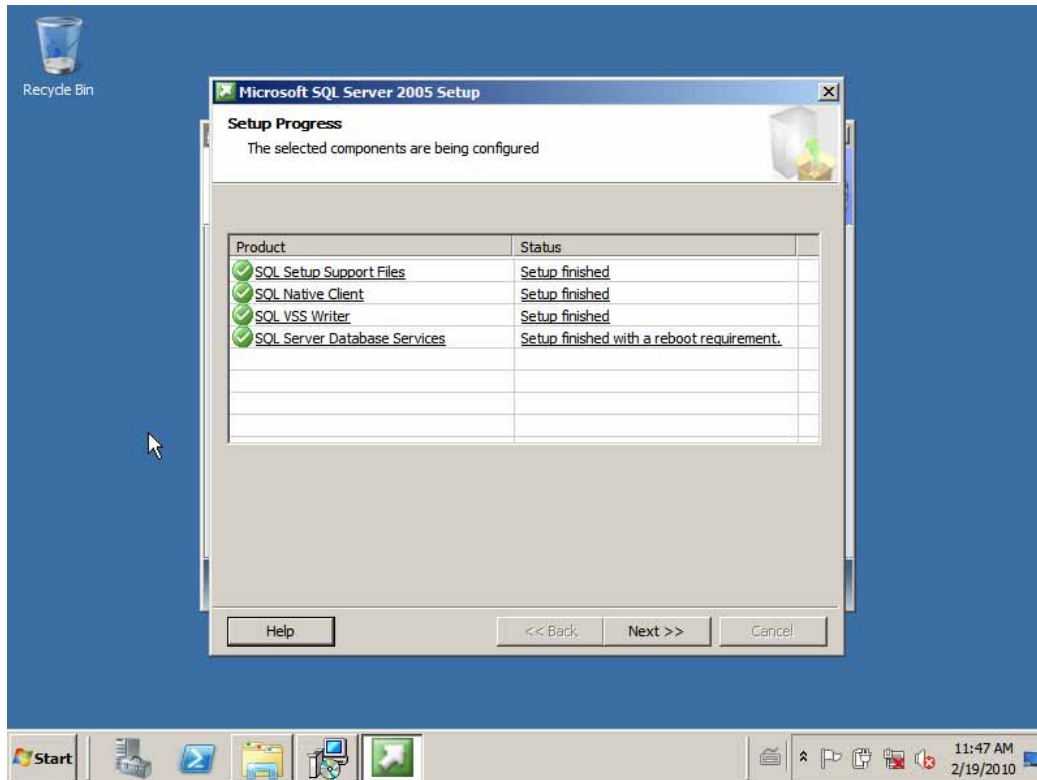 Recycle Bin
Microsoft SQL Server 2005 Setup
Setup Progress
The selected components are being configured
Product Status
SQL Setup Support Files Setup finished
SQL Native Client Setup finished
SQL VSS Writer Setup finished
SQL Server Database Services Setup finished with a reboot requirement.
Help << Back Next >> Cancel
Start
11:47 AM
2/19/2010